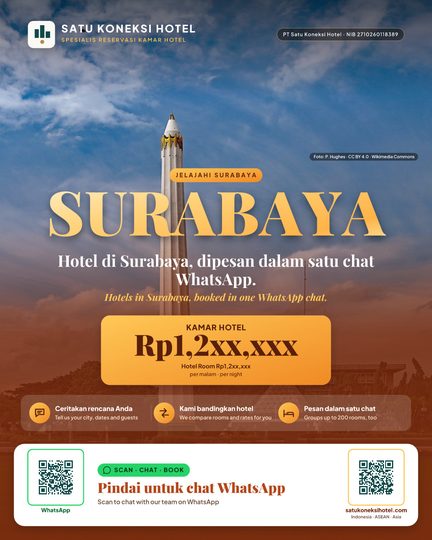 SATU KONEKSI HOTEL
SPESIALIS RESERVASI KAMAR HOTEL
PT Satu Koneksi Hotel · NIB 2710260118389
Foto: P. Hughes · CC BY 4.0 · Wikimedia Commons
JELAJAHI SURABAYA
SURABAYA
Hotel di Surabaya, dipesan dalam satu chat
WhatsApp.
Hotels in Surabaya, booked in one WhatsApp chat.
KAMAR HOTEL
Rp1,2xx,xxx
Hotel Room Rp1,2xx,xxx
per malam · per night
Ceritakan rencana Anda
Tell us your city, dates and guests
Kami bandingkan hotel
We compare rooms and rates for you
Pesan dalam satu chat
Groups up to 200 rooms, too
SCAN · CHAT · BOOK
Pindai untuk chat WhatsApp
Scan to chat with our team on WhatsApp
WhatsApp
satukoneksihotel.com
Indonesia · ASEAN · Asia